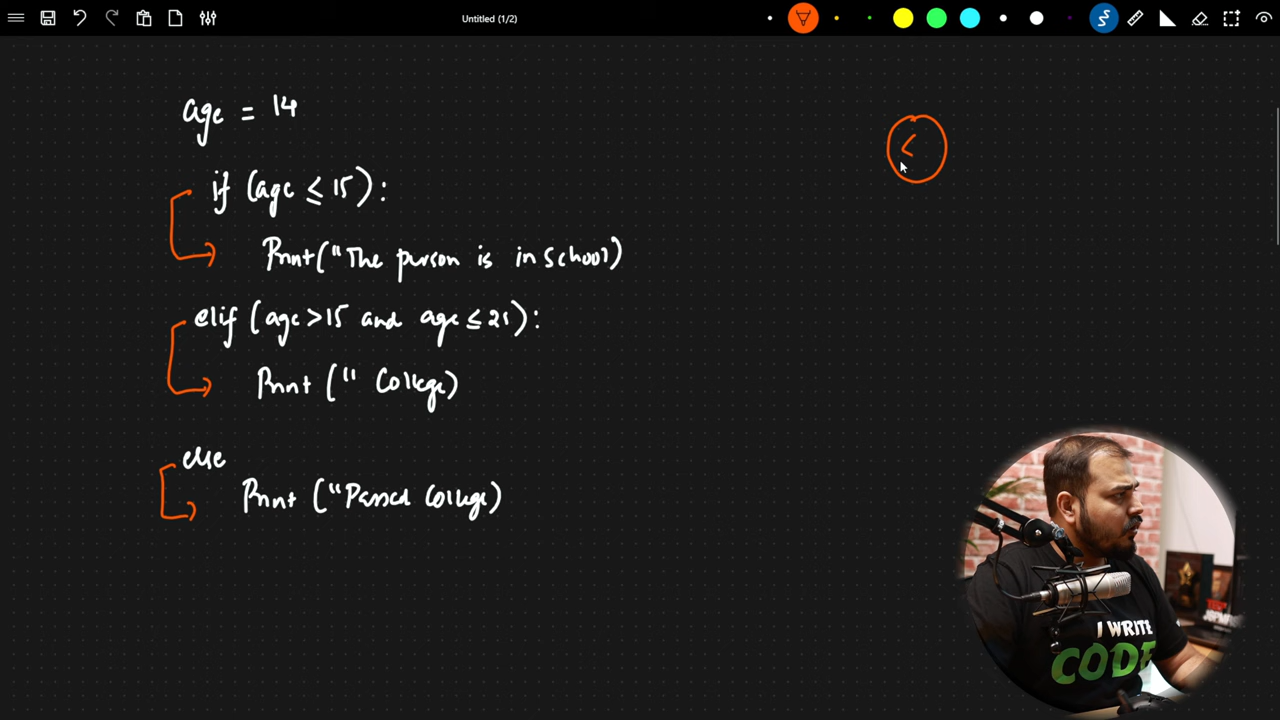 Untitled (1/2)
age = 14
<
if (age ≤ 15):
Print("The person is in School)
elif (age > 15 and age ≤ 21):
Print (" College)
else
Print ("Passed College)
I WRITE
CODE